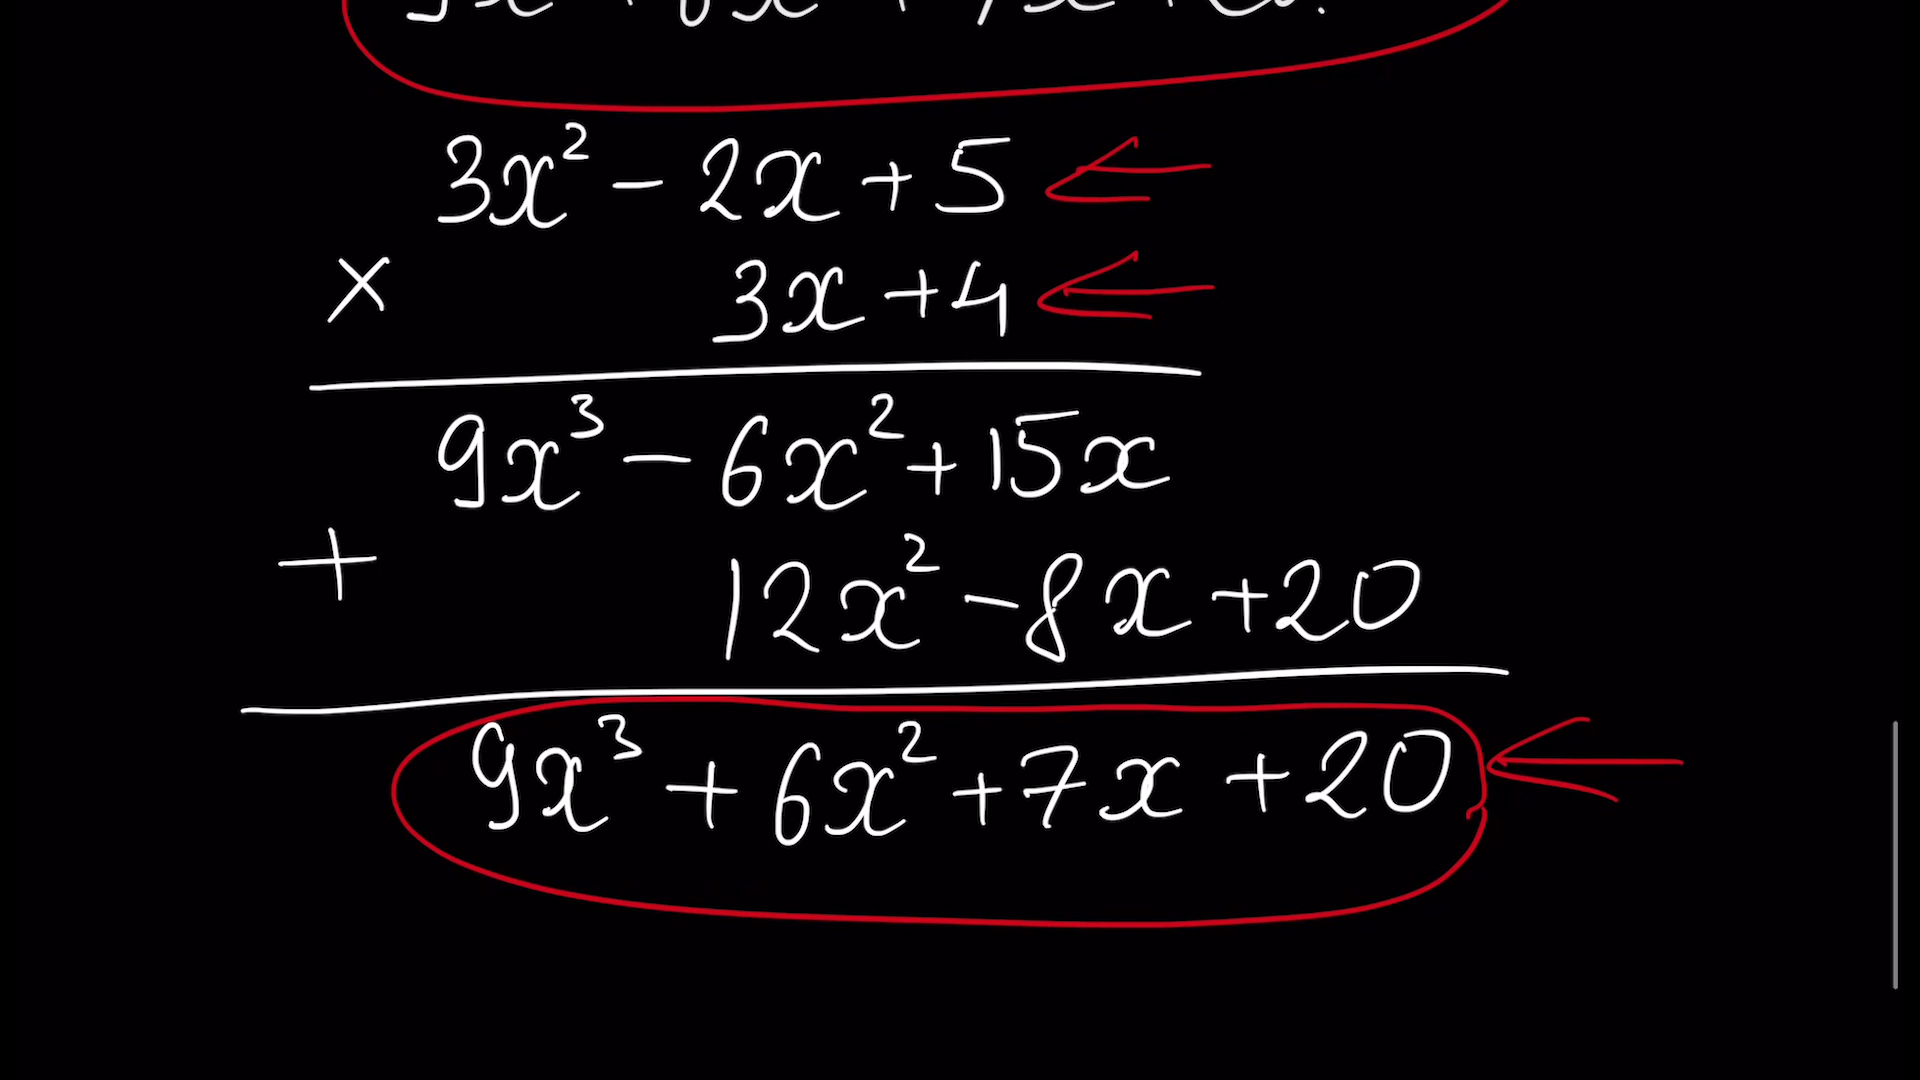 3x² - 2x + 5
× 3x + 4
9x³ - 6x² + 15x
+ 12x² - 8x + 20
9x³ + 6x² + 7x + 20